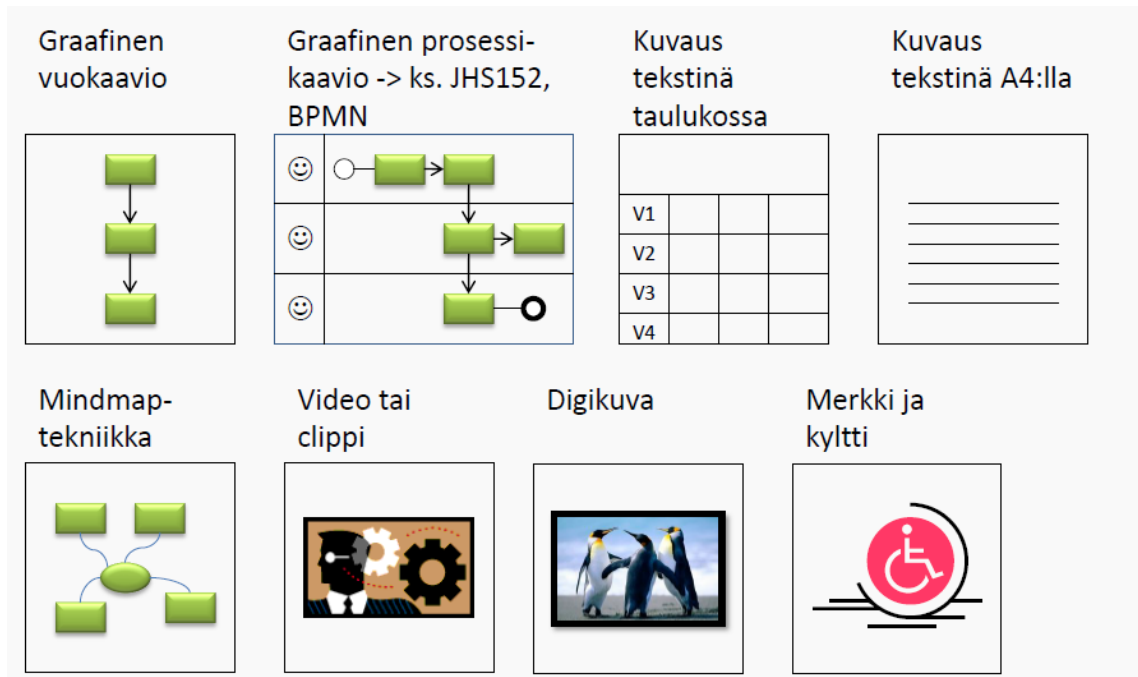 Graafinen
vuokaavio
Graafinen prosessi-
kaavio -> ks. JHS152,
BPMN
Kuvaus
tekstinä
taulukossa
Kuvaus
tekstinä A4:lla
V1
V2
V3
V4
Mindmap-
tekniikka
Video tai
clippi
Digikuva
Merkki ja
kyltti